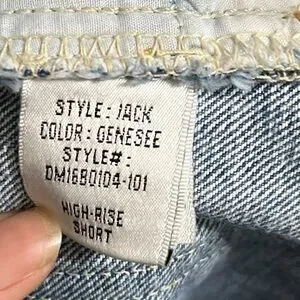 STYLE: JACK
COLOR: GENESEE
STYLE#:
DM16B0104-101
HIGH-RISE
SHORT